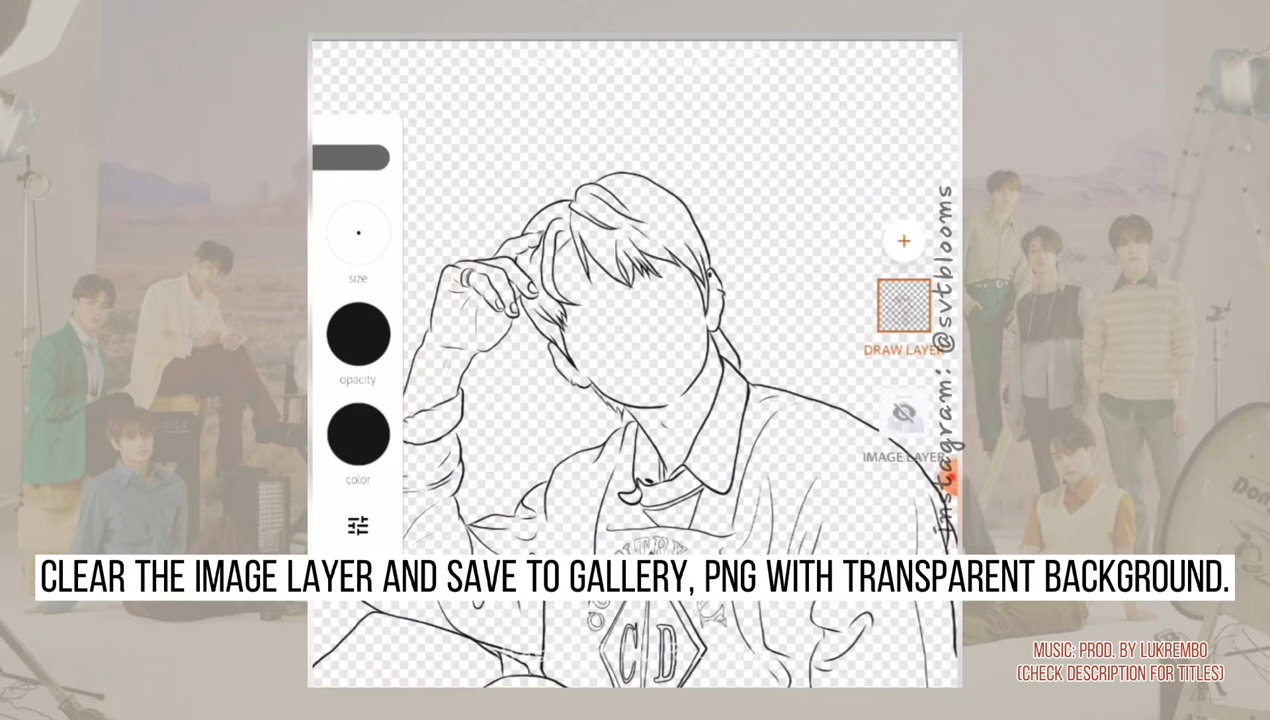 size
opacity
color
DRAW LAYER
IMAGE LAYER
instagram: @svtblooms
CD
CLEAR THE IMAGE LAYER AND SAVE TO GALLERY, PNG WITH TRANSPARENT BACKGROUND.
MUSIC: PROD. BY LUKREMBO
(CHECK DESCRIPTION FOR TITLES)